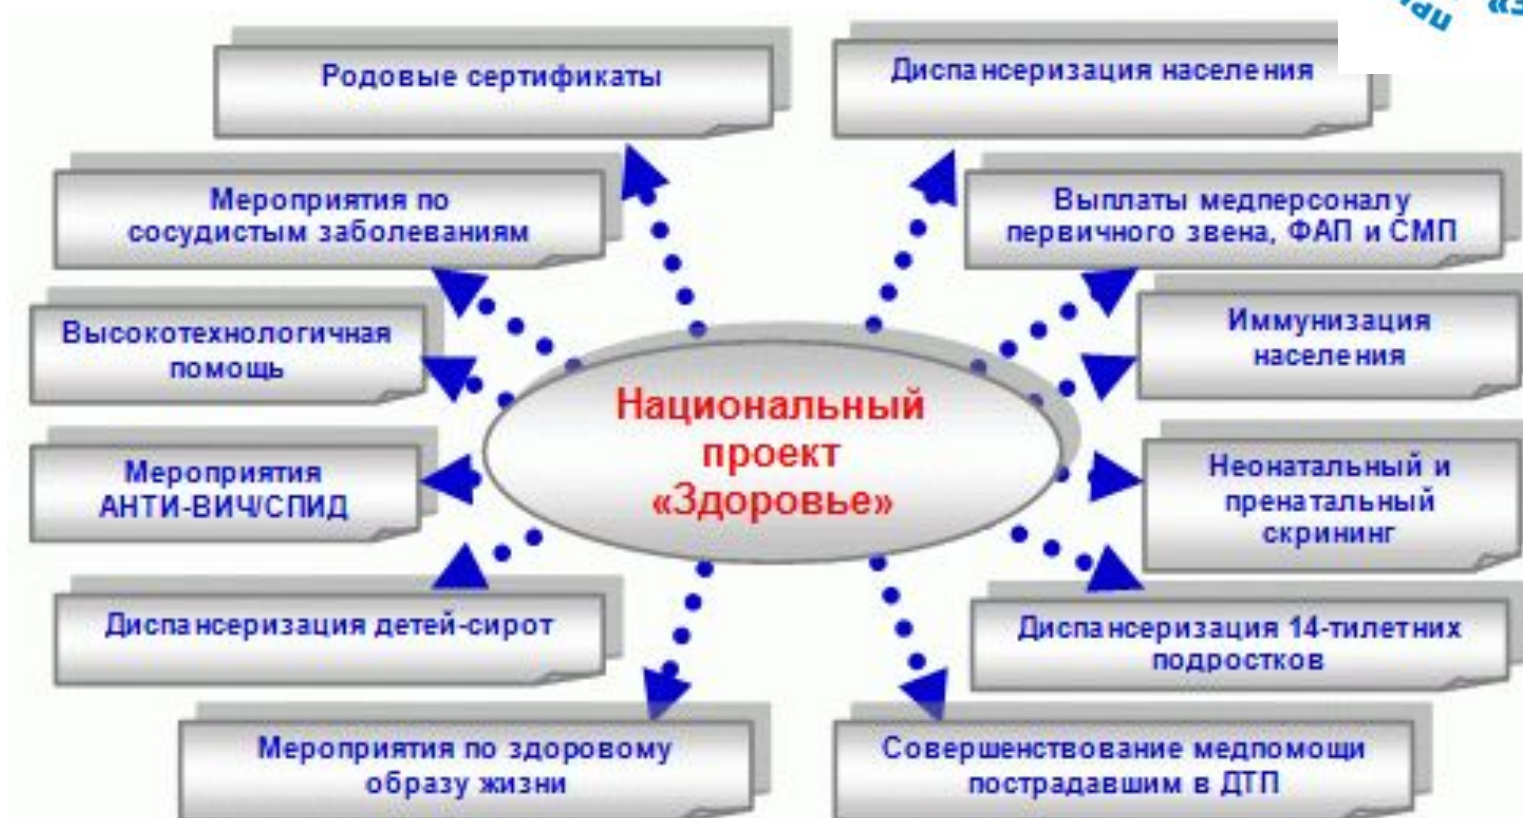 Родовые сертификаты
Диспансеризация населения
Мероприятия по
сосудистым заболеваниям
Выплаты медперсоналу
первичного звена, ФАП и СМП
Высокотехнологичная
помощь
Иммунизация
населения
Национальный
проект
«Здоровье»
Мероприятия
АНТИ-ВИЧ/СПИД
Неонатальный и
пренатальный
скрининг
Диспансеризация детей-сирот
Диспансеризация 14-тилетних
подростков
Мероприятия по здоровому
образу жизни
Совершенствование медпомощи
пострадавшим в ДТП